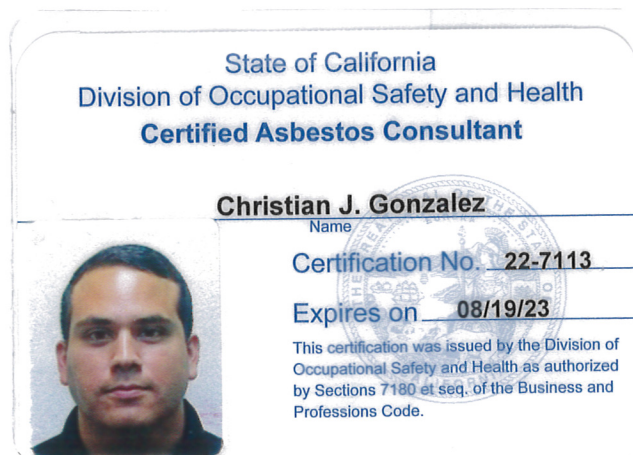 State of California
Division of Occupational Safety and Health
Certified Asbestos Consultant
Christian J. Gonzalez
Name
Certification No. 22-7113
Expires on 08/19/23
This certification was issued by the Division of
Occupational Safety and Health as authorized
by Sections 7180 et seq. of the Business and
Professions Code.